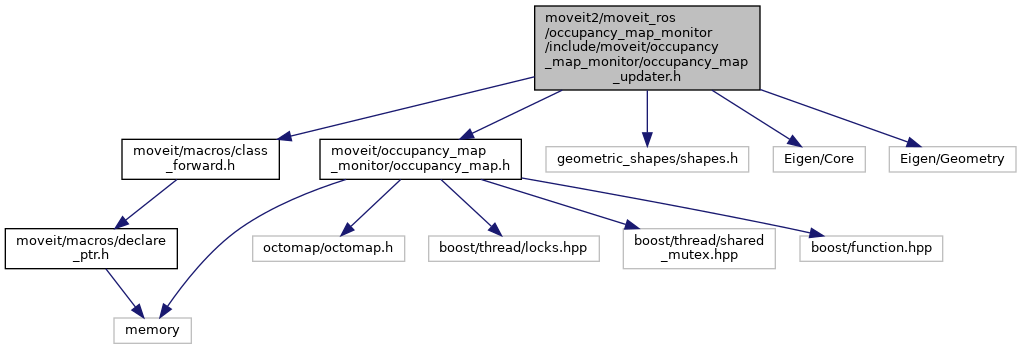 moveit2/moveit_ros
/occupancy_map_monitor
/include/moveit/occupancy
_map_monitor/occupancy_map
_updater.h
moveit/macros/class
_forward.h
moveit/occupancy_map
_monitor/occupancy_map.h
geometric_shapes/shapes.h
Eigen/Core
Eigen/Geometry
moveit/macros/declare
_ptr.h
octomap/octomap.h
boost/thread/locks.hpp
boost/thread/shared
_mutex.hpp
boost/function.hpp
memory